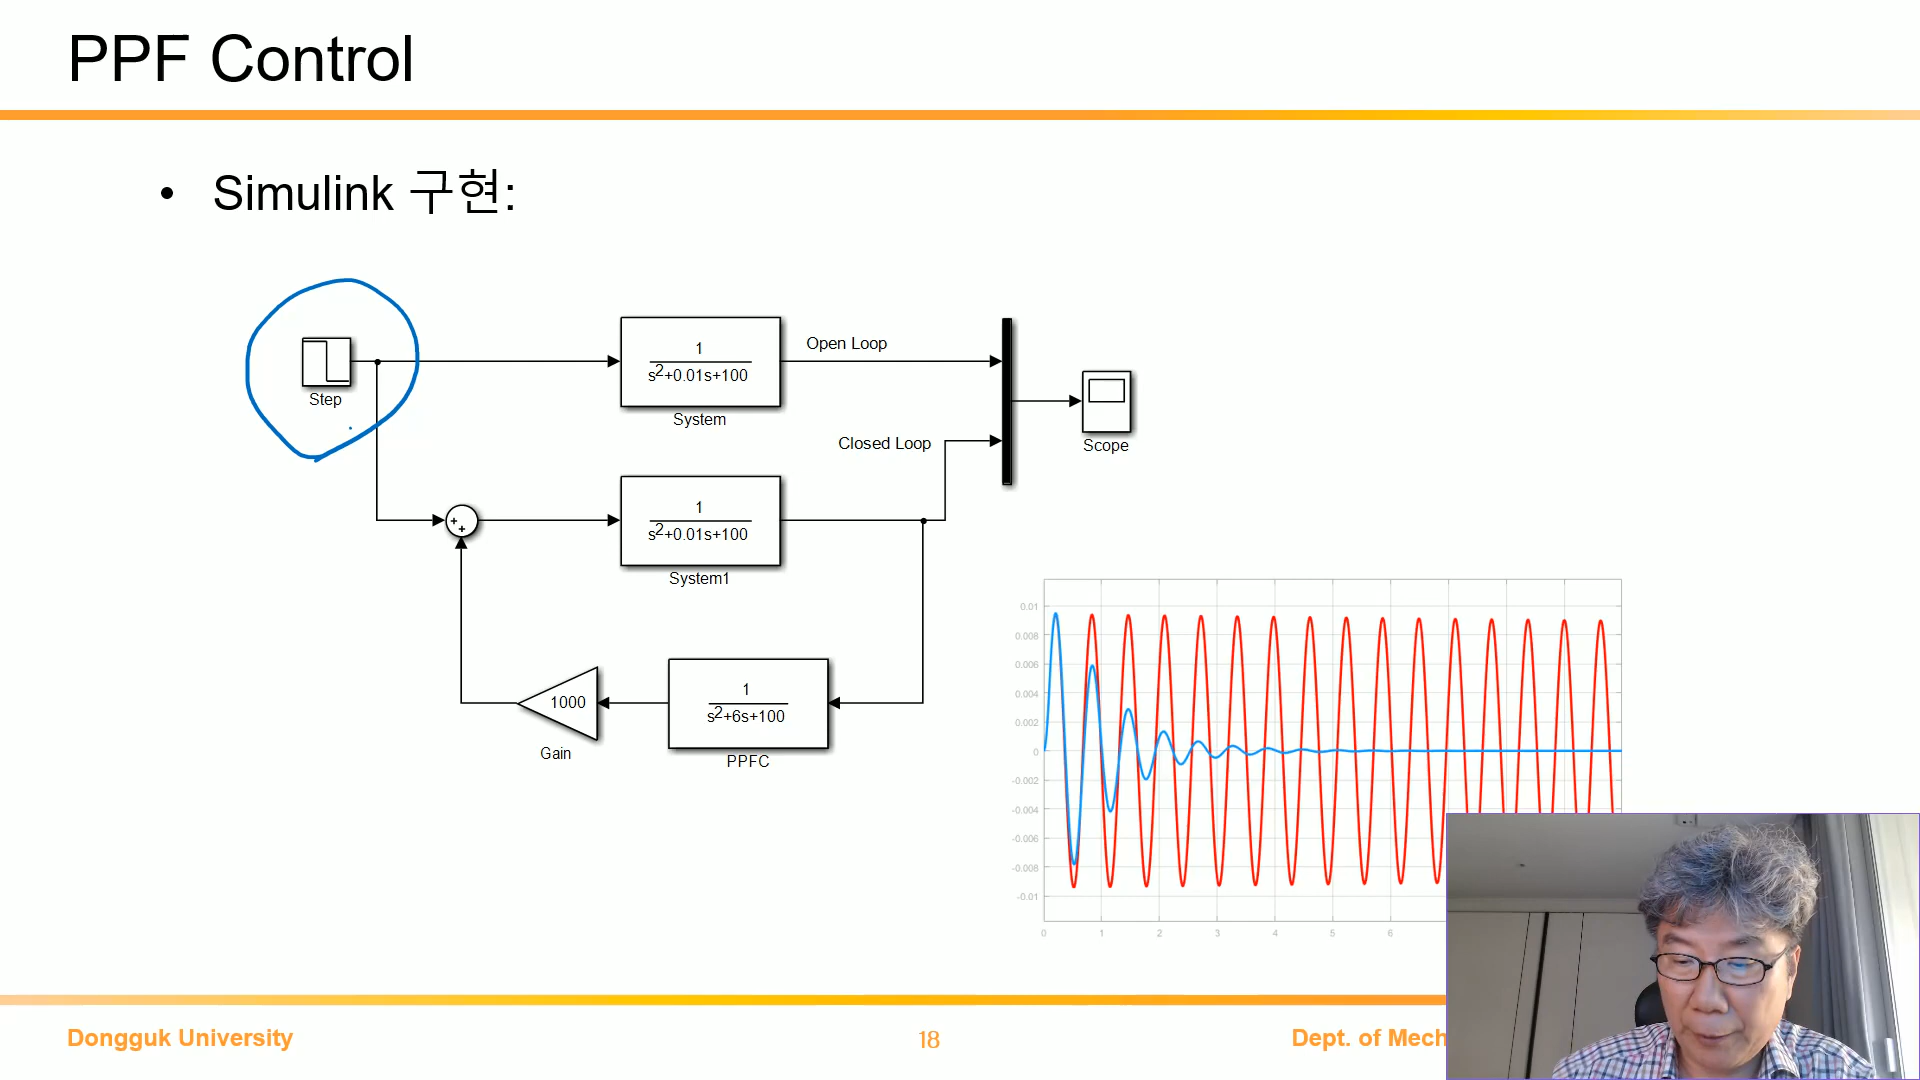 PPF Control
• Simulink 구현:
Step
1
s2+0.01s+100
System
Open Loop
Closed Loop
Scope
1
s2+0.01s+100
System1
1000
Gain
1
s2+6s+100
PPFC
0.01
0.008
0.006
0.004
0.002
0
-0.002
-0.004
-0.006
-0.008
-0.01
0 1 2 3 4 5 6
Dongguk University
18
Dept. of Mech